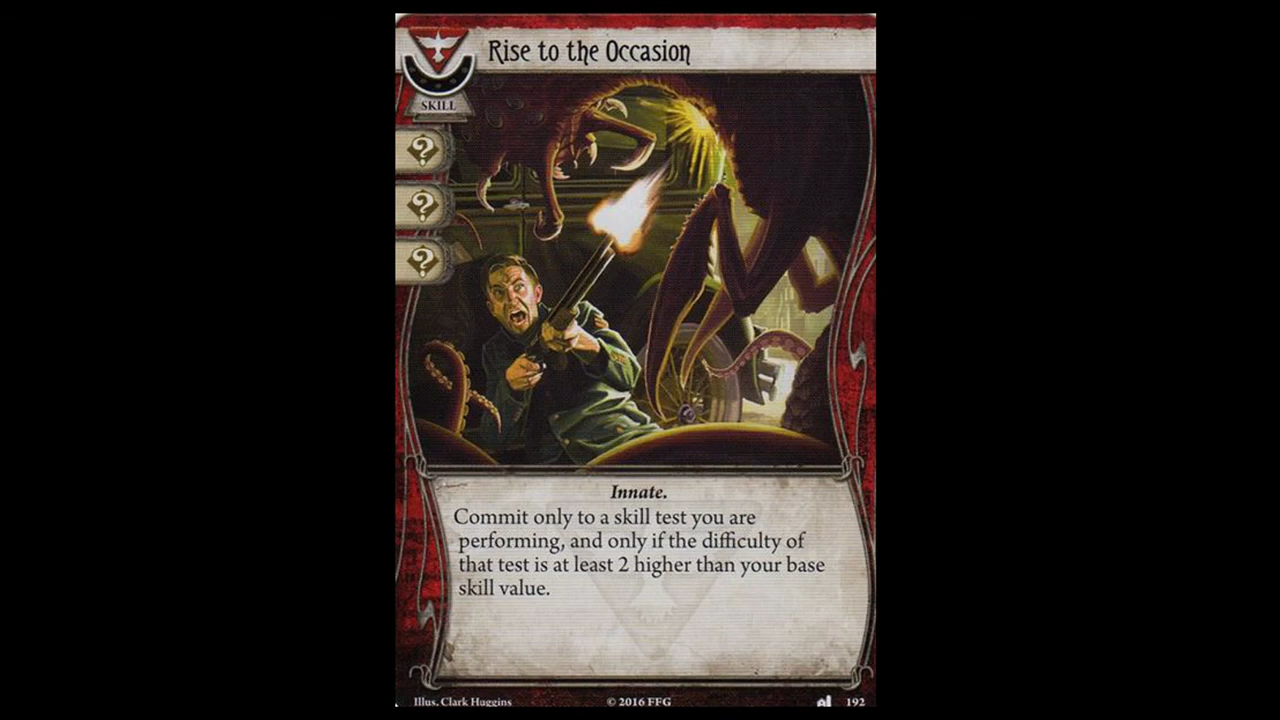 Rise to the Occasion
SKILL
?
?
?
Innate.
Commit only to a skill test you are
performing, and only if the difficulty of
that test is at least 2 higher than your base
skill value.
Illus. Clark Huggins © 2016 FFG 192